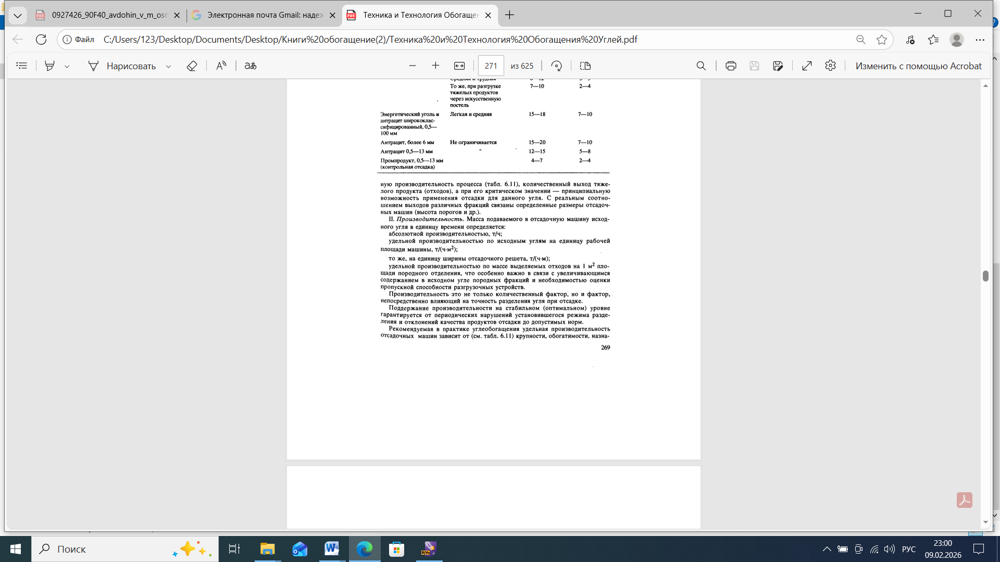 0927426_90F40_avdohin_v_m_osn
Электронная почта Gmail: надеж
Техника и Технология Обогащен
Файл
C:/Users/123/Desktop/Documents/Desktop/Книги%20обогащение(2)/Техника%20и%20Технология%20Обогащения%20Углей.pdf
Нарисовать
aあ
271 из 625
Изменить с помощью Acrobat
То же, при разгрузке 7—10 2—4
тяжелых продуктов
через искусственную
постель
Энергетический уголь и Легкая и средняя 15—18 7—10
антрацит ширококлас-
сифицированный, 0,5—
100 мм
Антрацит, более 6 мм Не ограничивается 15—20 7—10
Антрацит 0,5—13 мм " 12—15 5—8
Промпродукт, 0,5—13 мм 4—7 2—4
(контрольная отсадка)
ную производительность процесса (табл. 6.11), количественный выход тяже-
лого продукта (отходов), а при его критическом значении — принципиальную
возможность применения отсадки для данного угля. С реальным соотно-
шением выходов различных фракций связаны определенные размеры отсадоч-
ных машин (высота порогов и др.).
II. Производительность. Масса подаваемого в отсадочную машину исход-
ного угля в единицу времени определяется:
абсолютной производительностью, т/ч;
удельной производительностью по исходным углям на единицу рабочей
площади машины, т/(ч·м²);
то же, на единицу ширины отсадочного решета, т/(ч·м);
удельной производительностью по массе выделяемых отходов на 1 м² пло-
щади породного отделения, что особенно важно в связи с увеличивающимся
содержанием в исходном угле породных фракций и необходимостью оценки
пропускной способности разгрузочных устройств.
Производительность это не только количественный фактор, но и фактор,
непосредственно влияющий на точность разделения угля при отсадке.
Поддержание производительности на стабильном (оптимальном) уровне
гарантируется от периодических нарушений установившегося режима разде-
ления и отклонений качества продуктов отсадки до допустимых норм.
Рекомендуемая в практике углеобогащения удельная производительность
отсадочных машин зависит от (см. табл. 6.11) крупности, обогатимости, назна-
269
Поиск
РУС
23:00
09.02.2026